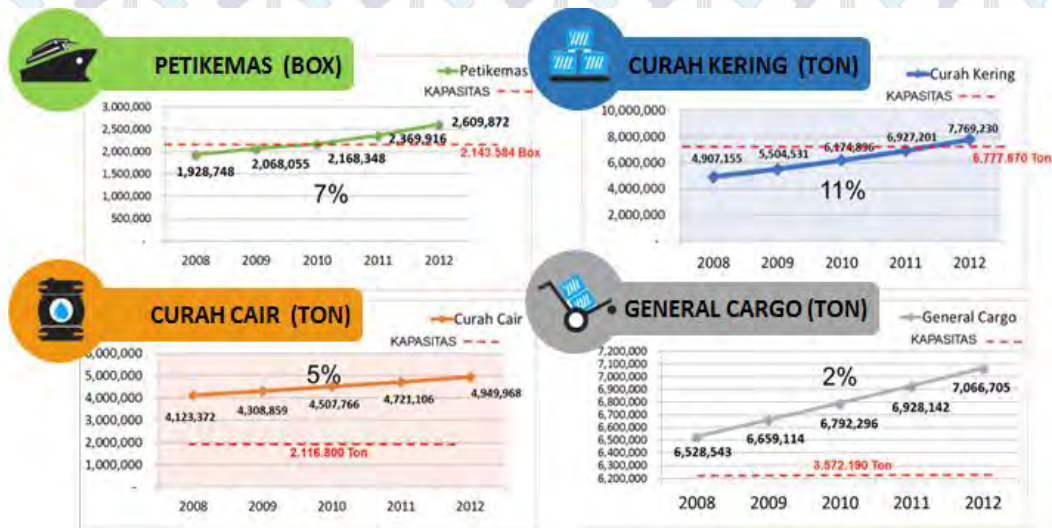 PETIKEMAS (BOX)
Petikemas
KAPASITAS
3,000,000
2,500,000
2,000,000
1,500,000
1,000,000
500,000
-
1,928,748
2,068,055
2,168,348
2,369,916
2,609,872
2.143.584 Box
7%
2008 2009 2010 2011 2012
CURAH KERING (TON)
Curah Kering
KAPASITAS
10,000,000
8,000,000
6,000,000
4,000,000
2,000,000
-
4,907,155
5,504,531
6,174,896
6,927,201
7,769,230
6.777.670 Ton
11%
2008 2009 2010 2011 2012
CURAH CAIR (TON)
Curah Cair
KAPASITAS
6,000,000
5,000,000
4,000,000
3,000,000
2,000,000
1,000,000
-
5%
4,123,372
4,308,859
4,507,766
4,721,106
4,949,968
2.116.800 Ton
2008 2009 2010 2011 2012
GENERAL CARGO (TON)
General Cargo
KAPASITAS
7,200,000
7,100,000
7,000,000
6,900,000
6,800,000
6,700,000
6,600,000
6,500,000
6,400,000
6,300,000
6,200,000
2%
6,528,543
6,659,114
6,792,296
6,928,142
7,066,705
3.572.190 Ton
2008 2009 2010 2011 2012